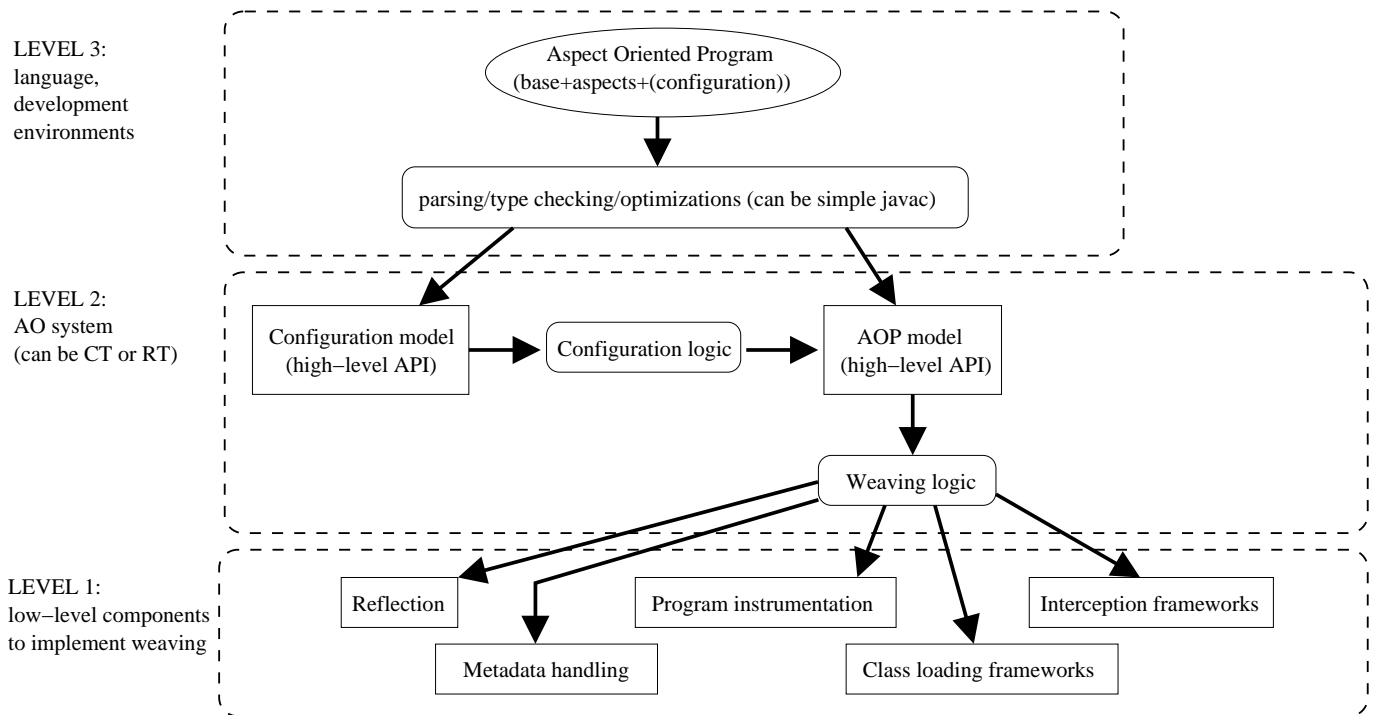 LEVEL 3:
language,
development
environments
Aspect Oriented Program
(base+aspects+(configuration))
parsing/type checking/optimizations (can be simple javac)
LEVEL 2:
AO system
(can be CT or RT)
Configuration model
(high−level API)
Configuration logic
AOP model
(high−level API)
Weaving logic
LEVEL 1:
low−level components
to implement weaving
Reflection
Program instrumentation
Interception frameworks
Metadata handling
Class loading frameworks